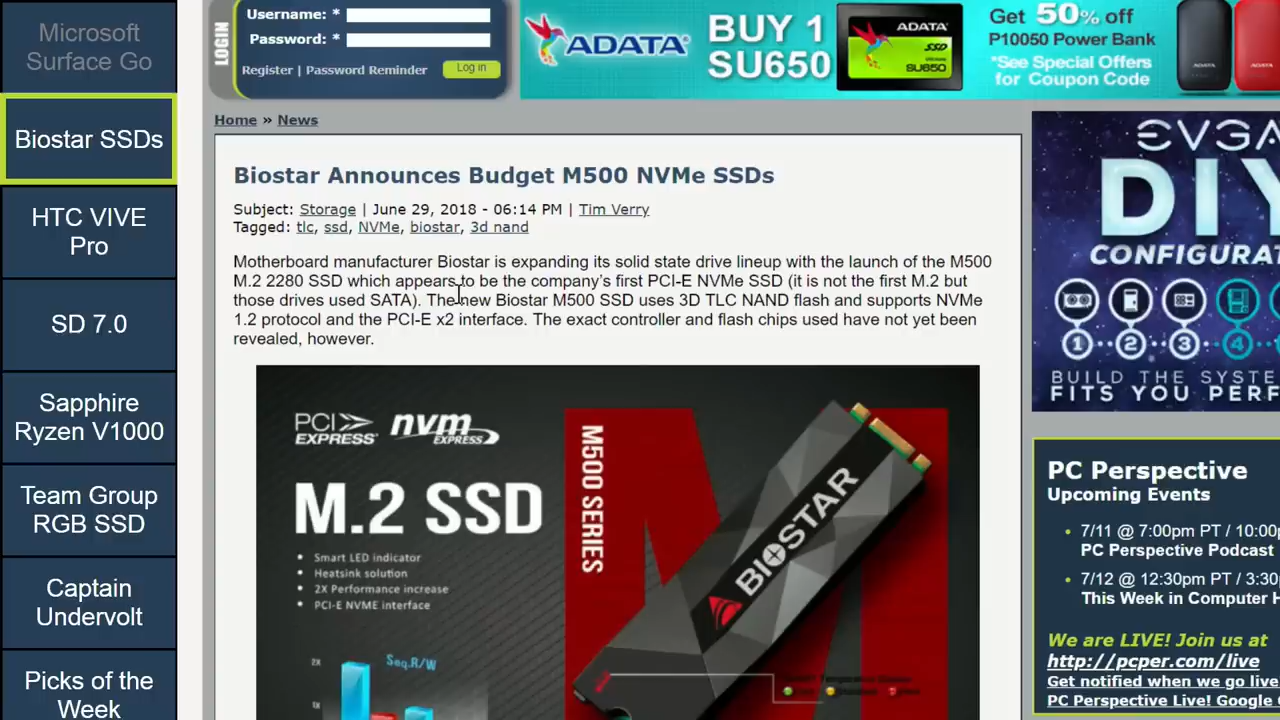 Microsoft
Surface Go
Biostar SSDs
HTC VIVE
Pro
SD 7.0
Sapphire
Ryzen V1000
Team Group
RGB SSD
Captain
Undervolt
Picks of the
Week
LOGIN
Username: *
Password: *
Register | Password Reminder
Log in
ADATA
BUY 1
SU650
ADATA
SSD
SU650
Get 50% off
P10050 Power Bank
*See Special Offers
for Coupon Code
ADATA
ADATA
Home » News
Biostar Announces Budget M500 NVMe SSDs
Subject: Storage | June 29, 2018 - 06:14 PM | Tim Verry
Tagged: tlc, ssd, NVMe, biostar, 3d nand
Motherboard manufacturer Biostar is expanding its solid state drive lineup with the launch of the M500
M.2 2280 SSD which appears to be the company's first PCI-E NVMe SSD (it is not the first M.2 but
those drives used SATA). The new Biostar M500 SSD uses 3D TLC NAND flash and supports NVMe
1.2 protocol and the PCI-E x2 interface. The exact controller and flash chips used have not yet been
revealed, however.
PCI
EXPRESS
nvm
EXPRESS
M.2 SSD
• Smart LED indicator
• Heatsink solution
• 2X Performance increase
• PCI-E NVME interface
2X
Seq.R/W
1X
M500 SERIES
BIOSTAR
EVGA
DIY
CONFIGURAT
1 2 3 4
BUILD THE SYSTE
FITS YOU PERF
PC Perspective
Upcoming Events
• 7/11 @ 7:00pm PT / 10:00
PC Perspective Podcast
• 7/12 @ 12:30pm PT / 3:30
This Week in Computer H
We are LIVE! Join us at
http://pcper.com/live
Get notified when we go live
PC Perspective Live! Google